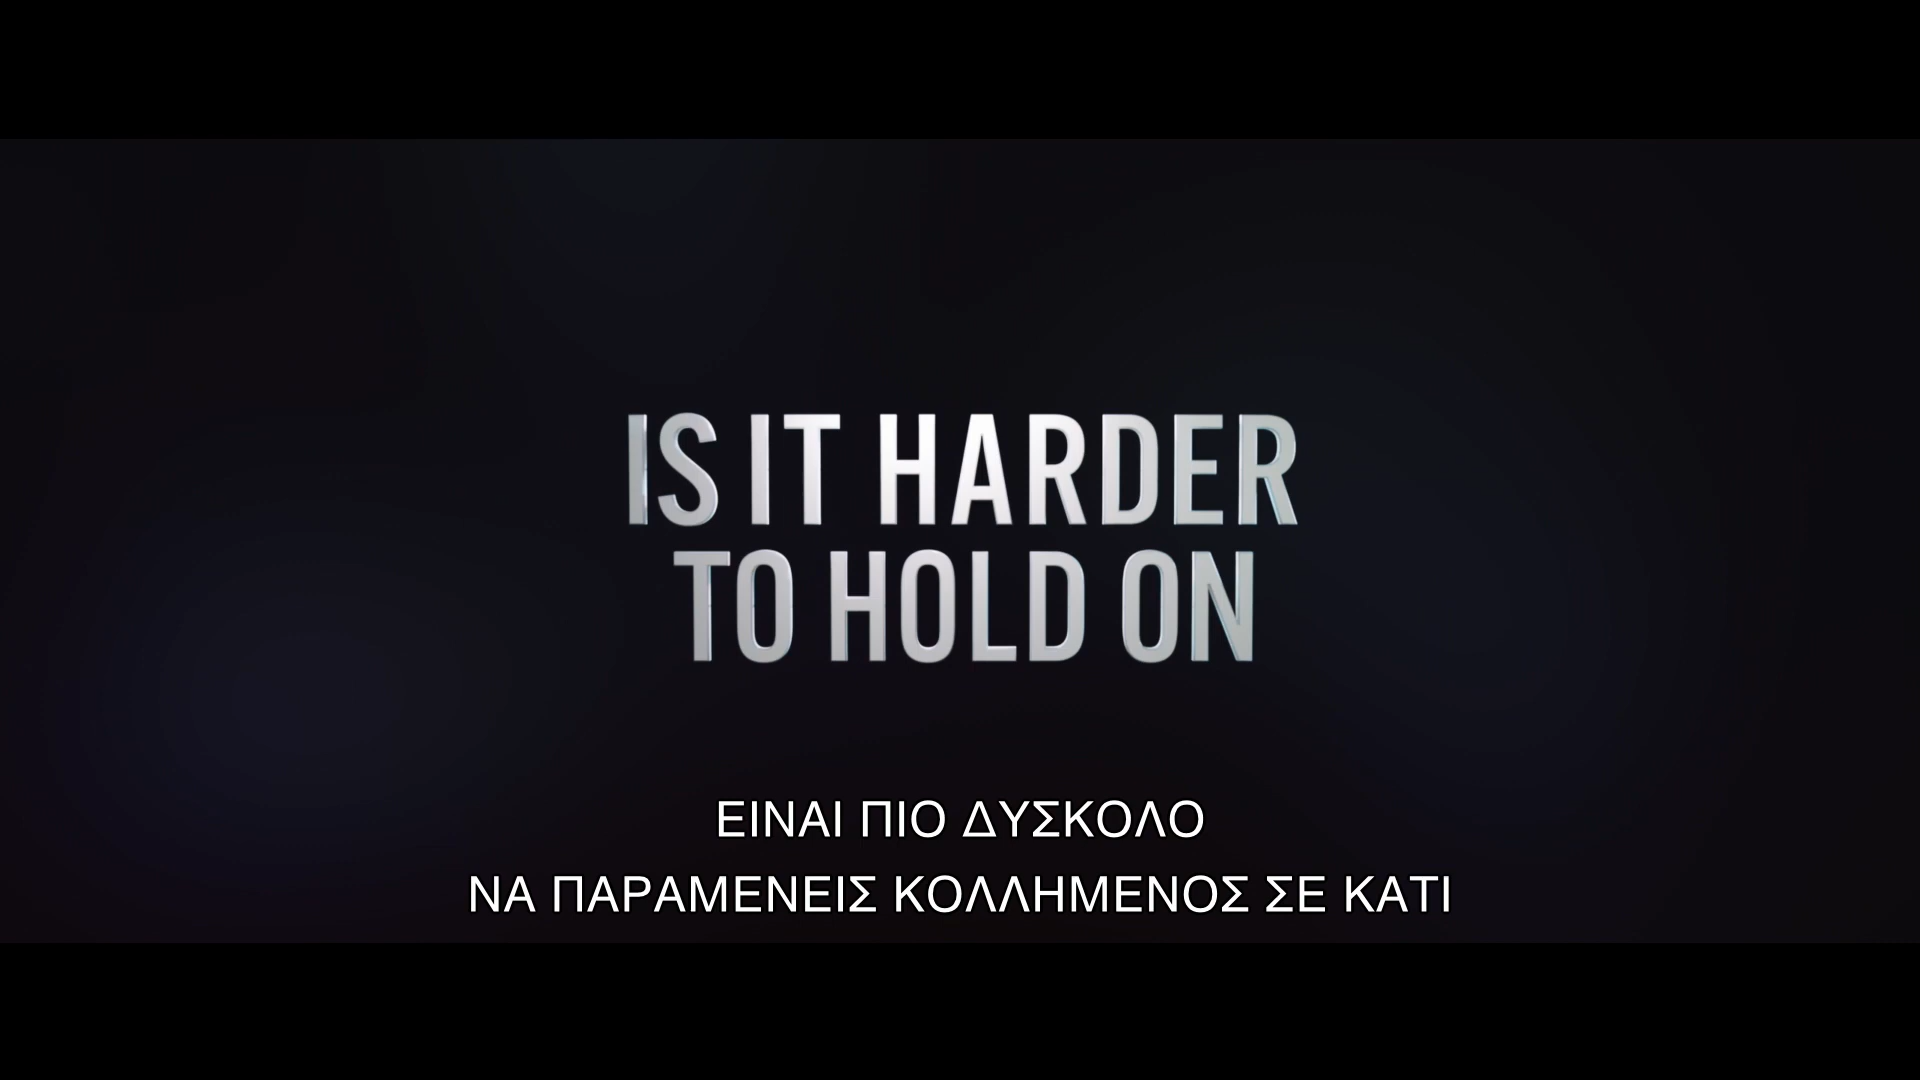 IS IT HARDER
TO HOLD ON
ΕΙΝΑΙ ΠΙΟ ΔΥΣΚΟΛΟ
ΝΑ ΠΑΡΑΜΕΝΕΙΣ ΚΟΛΛΗΜΕΝΟΣ ΣΕ ΚΑΤΙ